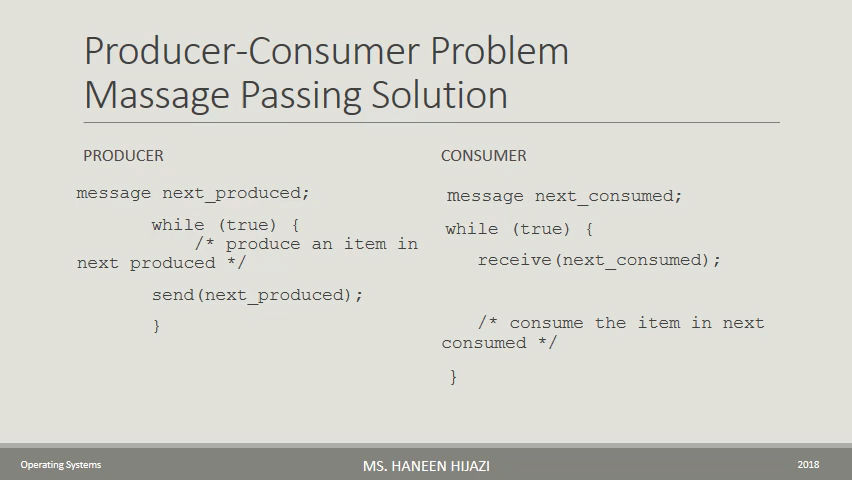 Producer-Consumer Problem
Massage Passing Solution
PRODUCER
message next_produced;
while (true) {
/* produce an item in
next produced */
send(next_produced);
}
CONSUMER
message next_consumed;
while (true) {
receive(next_consumed);
/* consume the item in next
consumed */
}
Operating Systems
MS. HANEEN HIJAZI
2018